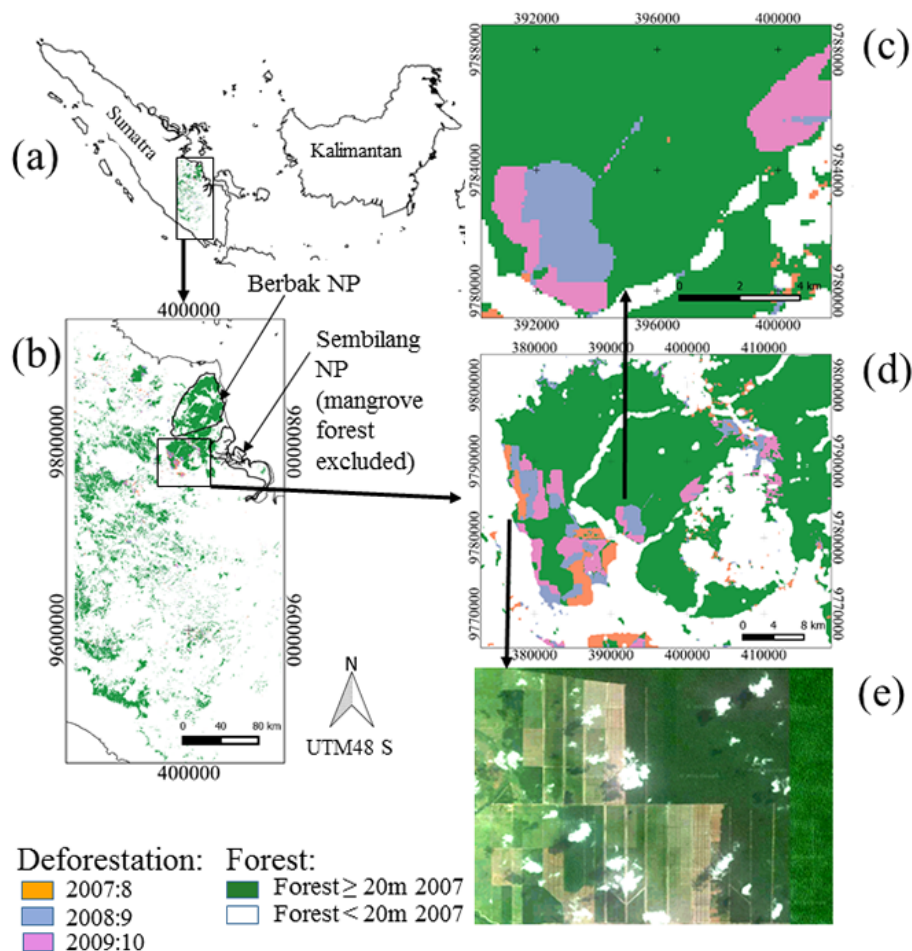 (a)
Sumatra
Kalimantan
(b)
400000
9800000
9600000
9800000
9600000
400000
Berbak NP
Sembilang
NP
(mangrove
forest
excluded)
0 40 80 km
N
UTM48 S
(c)
392000 396000 400000
9788000
9784000
9780000
9788000
9784000
9780000
0 2 4 km
392000 396000 400000
(d)
380000 390000 400000 410000
9800000
9790000
9780000
9770000
9800000
9790000
9780000
9770000
0 4 8 km
380000 390000 400000 410000
(e)
Deforestation:
2007:8
2008:9
2009:10
Forest:
Forest ≥ 20m 2007
Forest < 20m 2007